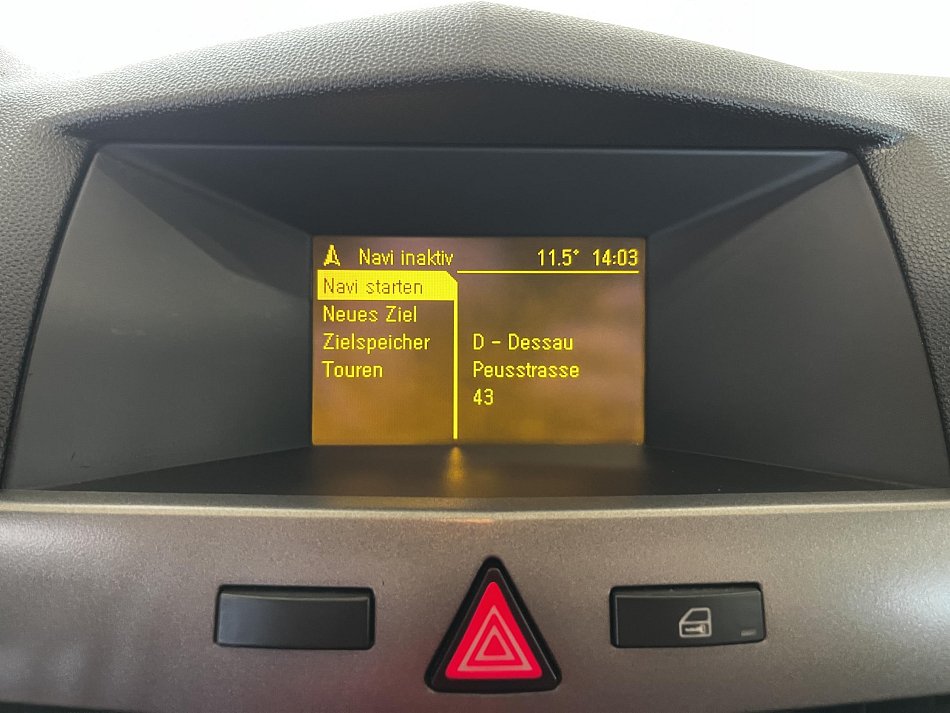 Navi inaktiv 11.5° 14:03
Navi starten
Neues Ziel
Zielspeicher
Touren
D - Dessau
Peusstrasse
43